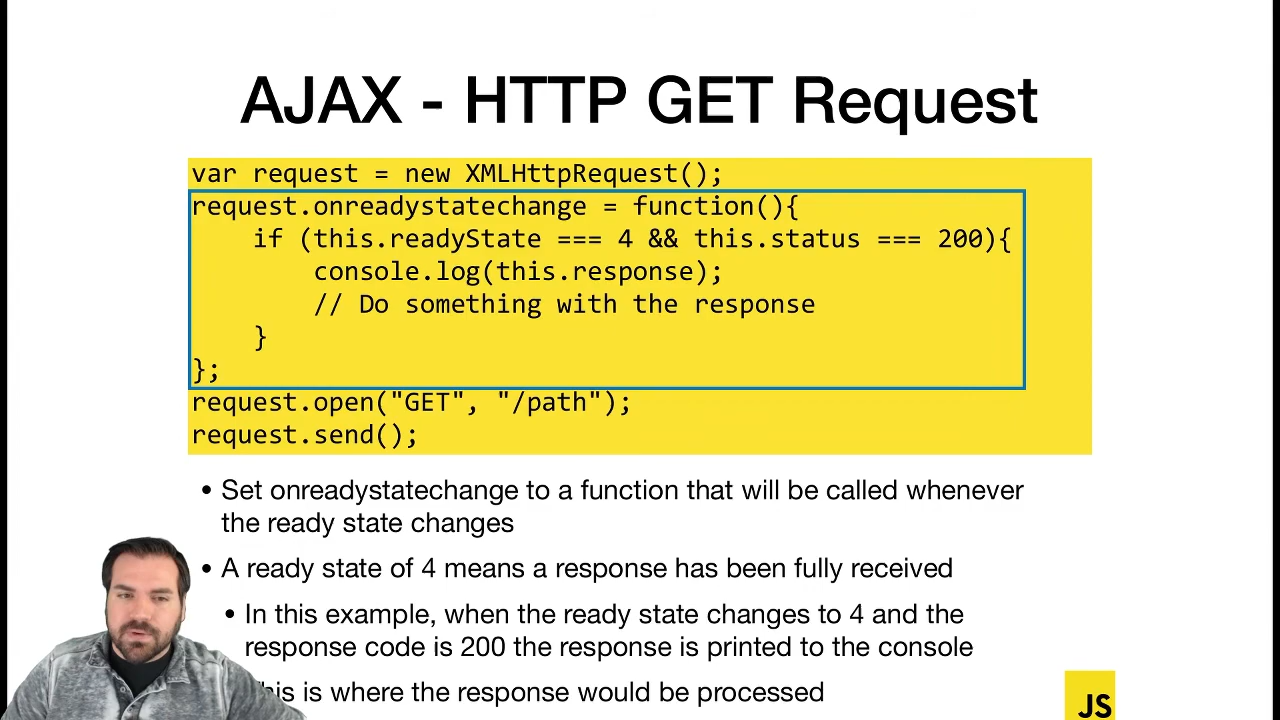 AJAX - HTTP GET Request
var request = new XMLHttpRequest();
request.onreadystatechange = function(){
    if (this.readyState === 4 && this.status === 200){
        console.log(this.response);
        // Do something with the response
    }
};
request.open("GET", "/path");
request.send();
• Set onreadystatechange to a function that will be called whenever
the ready state changes
• A ready state of 4 means a response has been fully received
• In this example, when the ready state changes to 4 and the
response code is 200 the response is printed to the console
is where the response would be processed
JS